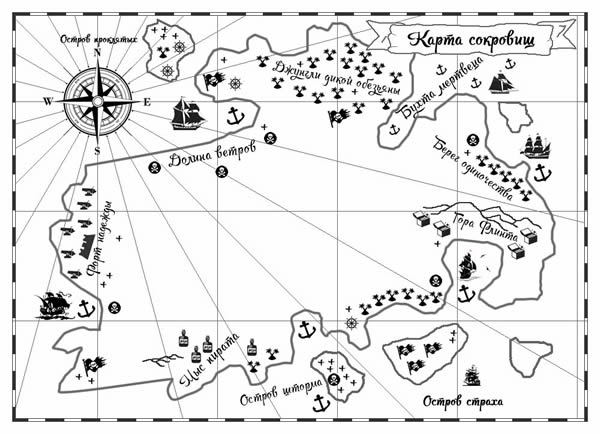 Карта сокровищ
Остров проклятых
N
W
E
S
Джунгли дикой обезьяны
Бухта мертвеца
Долина ветров
Берег одиночества
Форт надежды
Гора Флинта
Мыс пирата
Остров шторма
Остров страха